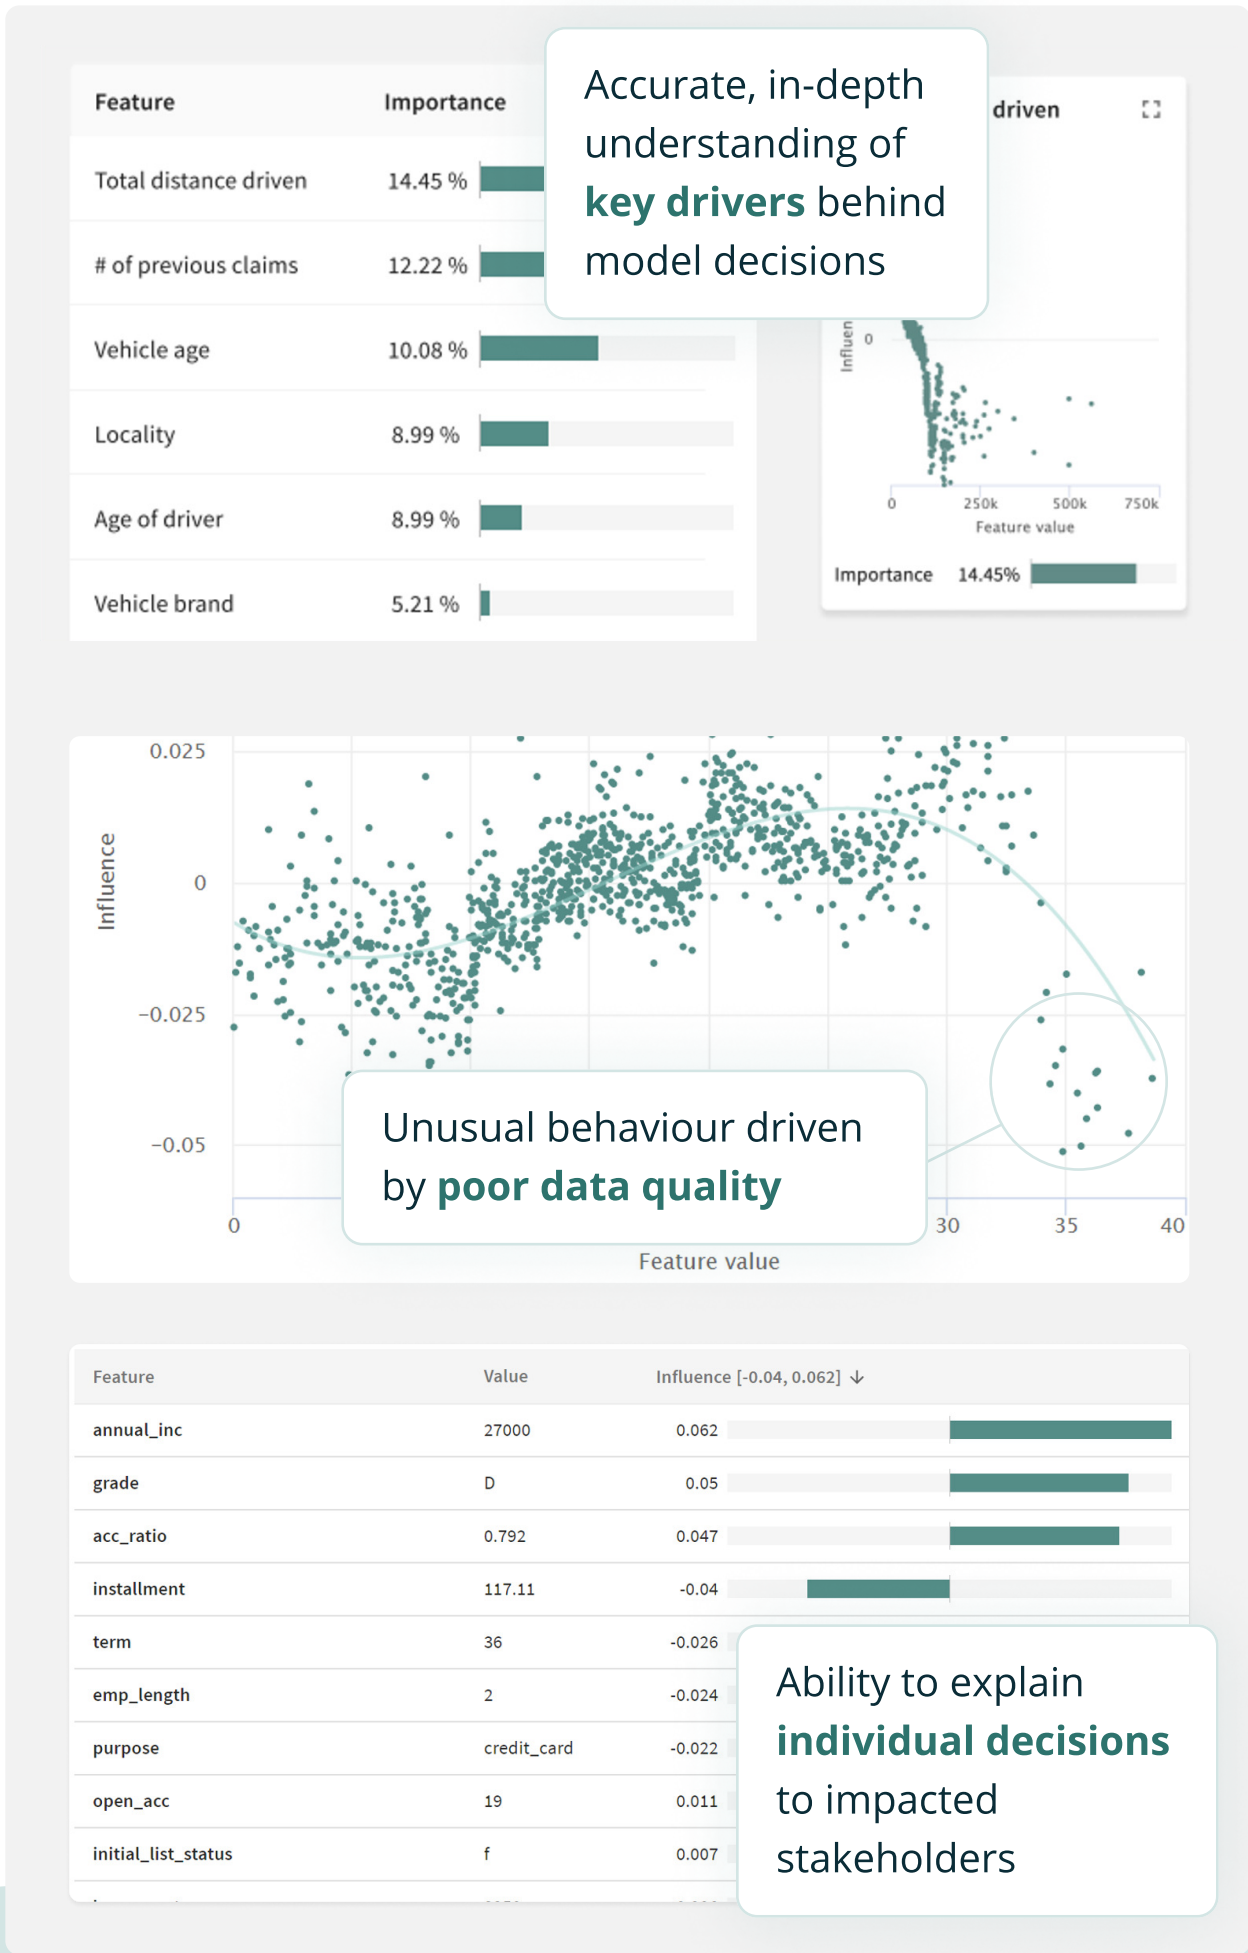 Accurate, in-depth
understanding of
key drivers behind
model decisions
Feature Importance
Total distance driven 14.45 %
# of previous claims 12.22 %
Vehicle age 10.08 %
Locality 8.99 %
Age of driver 8.99 %
Vehicle brand 5.21 %
driven
0
0 250k 500k 750k
Feature value
Importance 14.45%
0.025
0
−0.025
−0.05
Influence
Unusual behaviour driven
by poor data quality
0 30 35 40
Feature value
Feature Value Influence [-0.04, 0.062] ↓
annual_inc 27000 0.062
grade D 0.05
acc_ratio 0.792 0.047
installment 117.11 -0.04
term 36 -0.026
emp_length 2 -0.024
purpose credit_card -0.022
open_acc 19 0.011
initial_list_status f 0.007
Ability to explain
individual decisions
to impacted
stakeholders